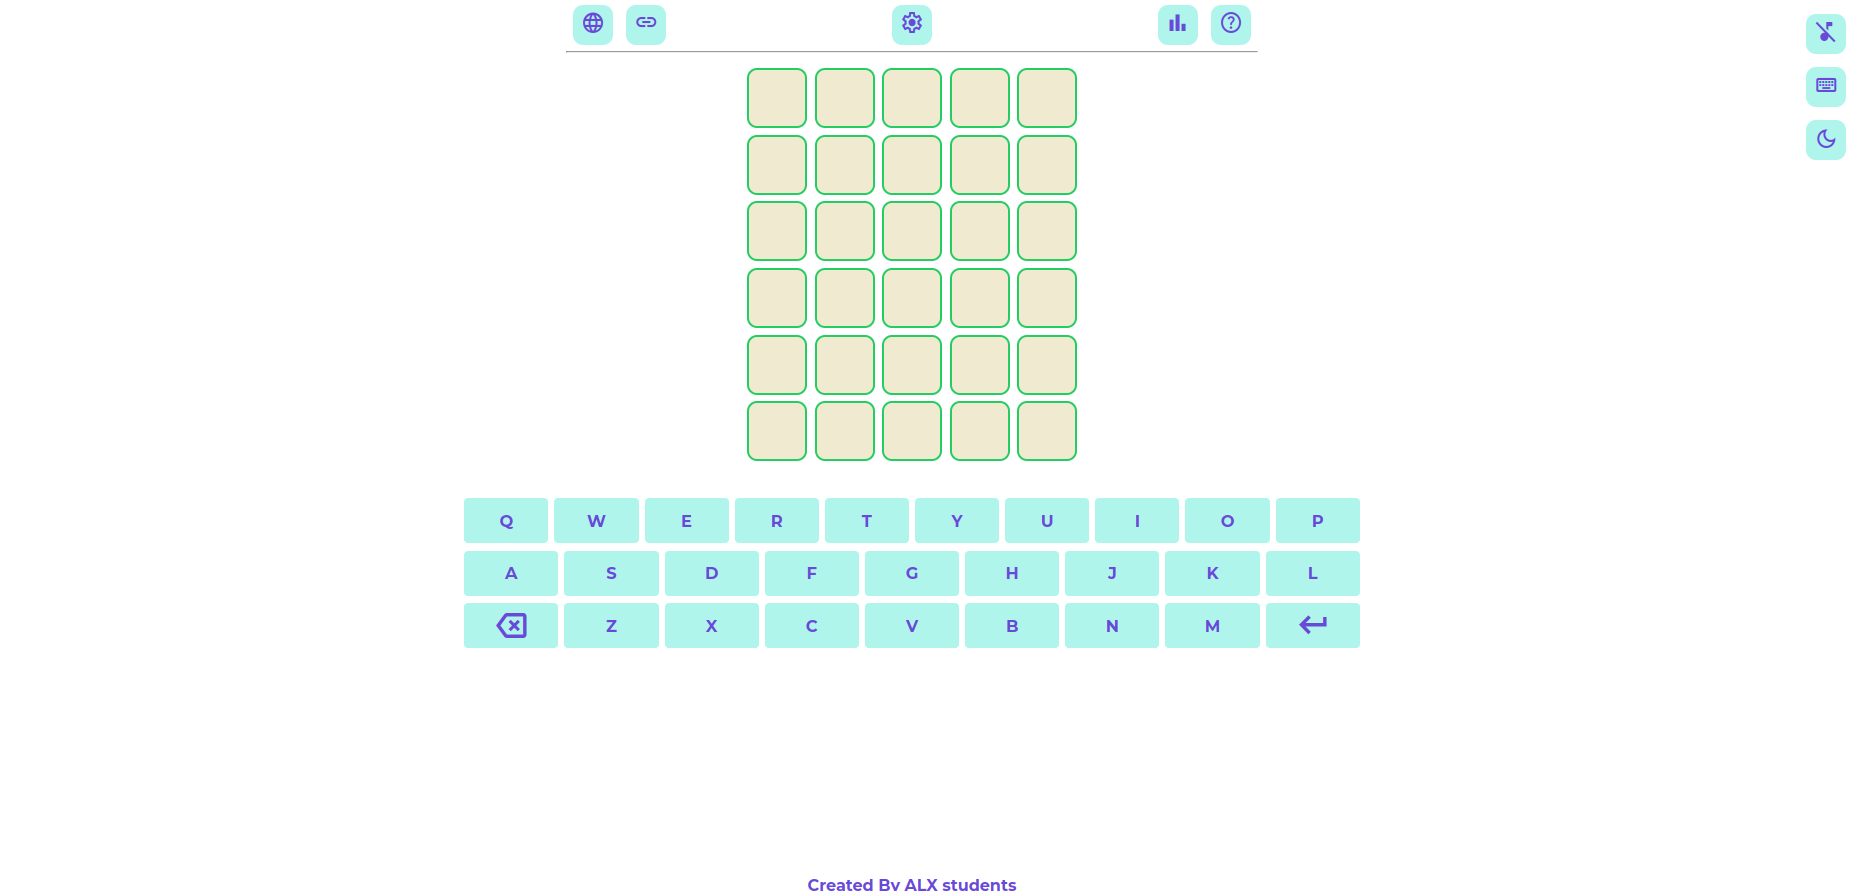 Q W E R T Y U I O P
A S D F G H J K L
Z X C V B N M
Created By ALX students